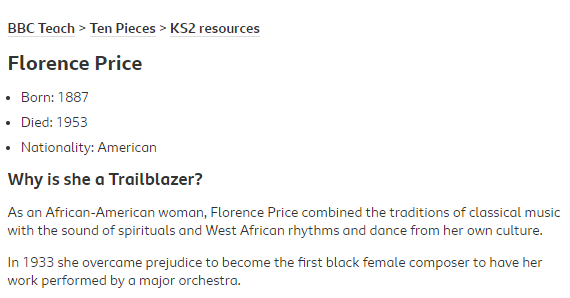 BBC Teach > Ten Pieces > KS2 resources
Florence Price
• Born: 1887
• Died: 1953
• Nationality: American
Why is she a Trailblazer?
As an African-American woman, Florence Price combined the traditions of classical music
with the sound of spirituals and West African rhythms and dance from her own culture.
In 1933 she overcame prejudice to become the first black female composer to have her
work performed by a major orchestra.